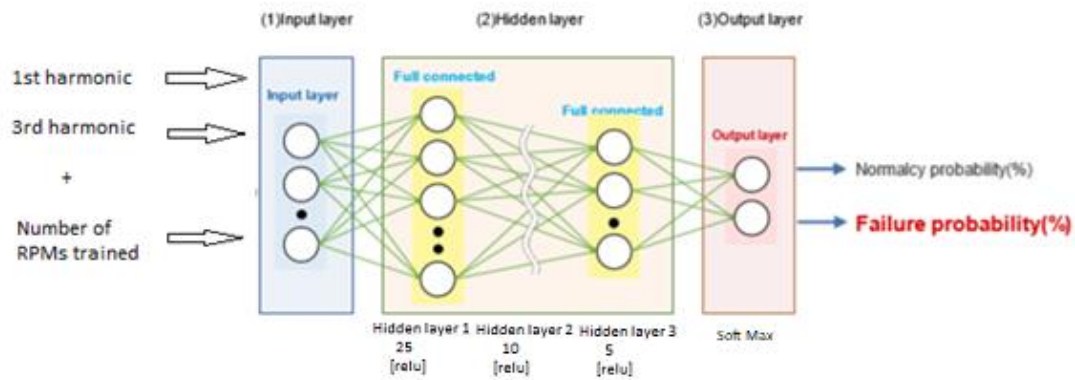 (1)Input layer
(2)Hidden layer
(3)Output layer
1st harmonic
3rd harmonic
+
Number of
RPMs trained
Input layer
Full connected
Full connected
Output layer
Normalcy probability(%)
Failure probability(%)
Hidden layer 1
25
[relu]
Hidden layer 2
10
[relu]
Hidden layer 3
5
[relu]
Soft Max